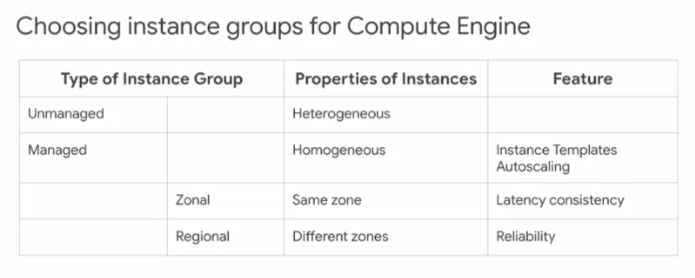 Choosing instance groups for Compute Engine
Type of Instance Group Properties of Instances Feature
Unmanaged Heterogeneous
Managed Homogeneous Instance Templates
Autoscaling
Zonal Same zone Latency consistency
Regional Different zones Reliability